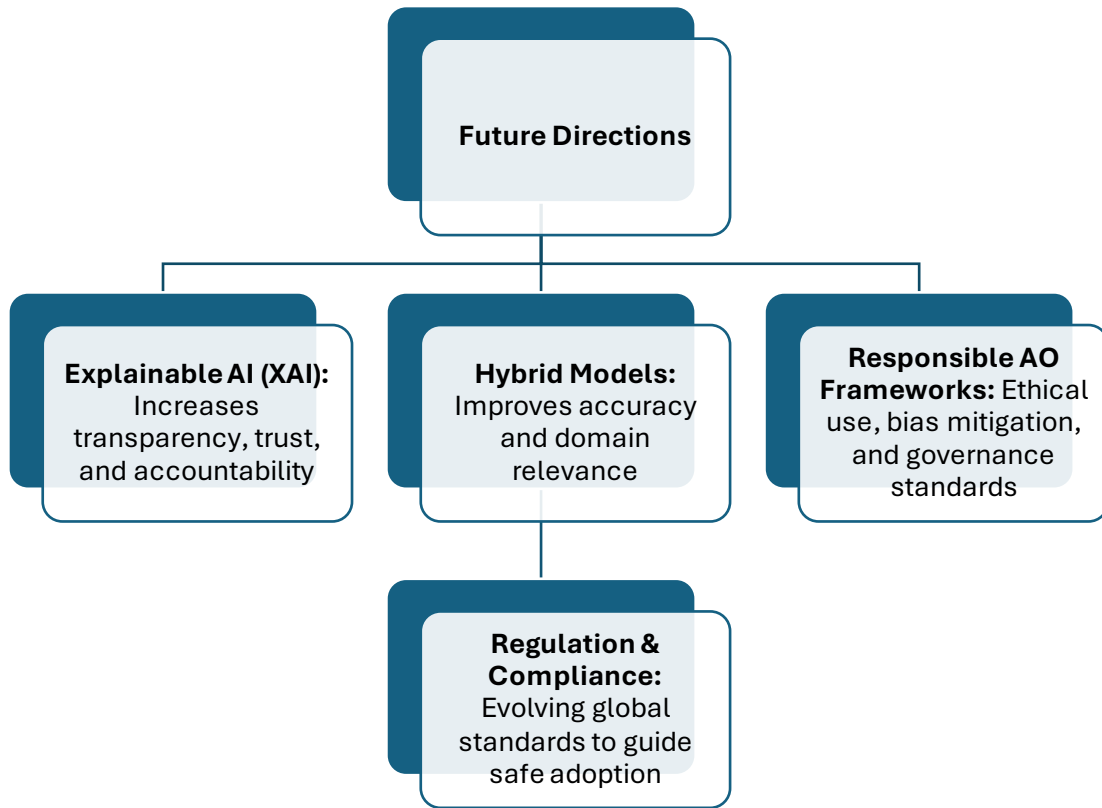 Future Directions
Explainable AI (XAI):
Increases
transparency, trust,
and accountability
Hybrid Models:
Improves accuracy
and domain
relevance
Responsible AO
Frameworks: Ethical
use, bias mitigation,
and governance
standards
Regulation &
Compliance:
Evolving global
standards to guide
safe adoption